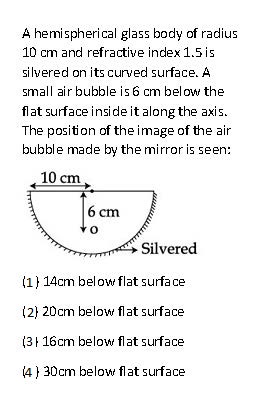 A hemispherical glass body of radius
10 cm and refractive index 1.5 is
silvered on its curved surface. A
small air bubble is 6 cm below the
flat surface inside it along the axis.
The position of the image of the air
bubble made by the mirror is seen:
10 cm
6 cm
O
Silvered
(1) 14cm below flat surface
(2) 20cm below flat surface
(3) 16cm below flat surface
(4) 30cm below flat surface